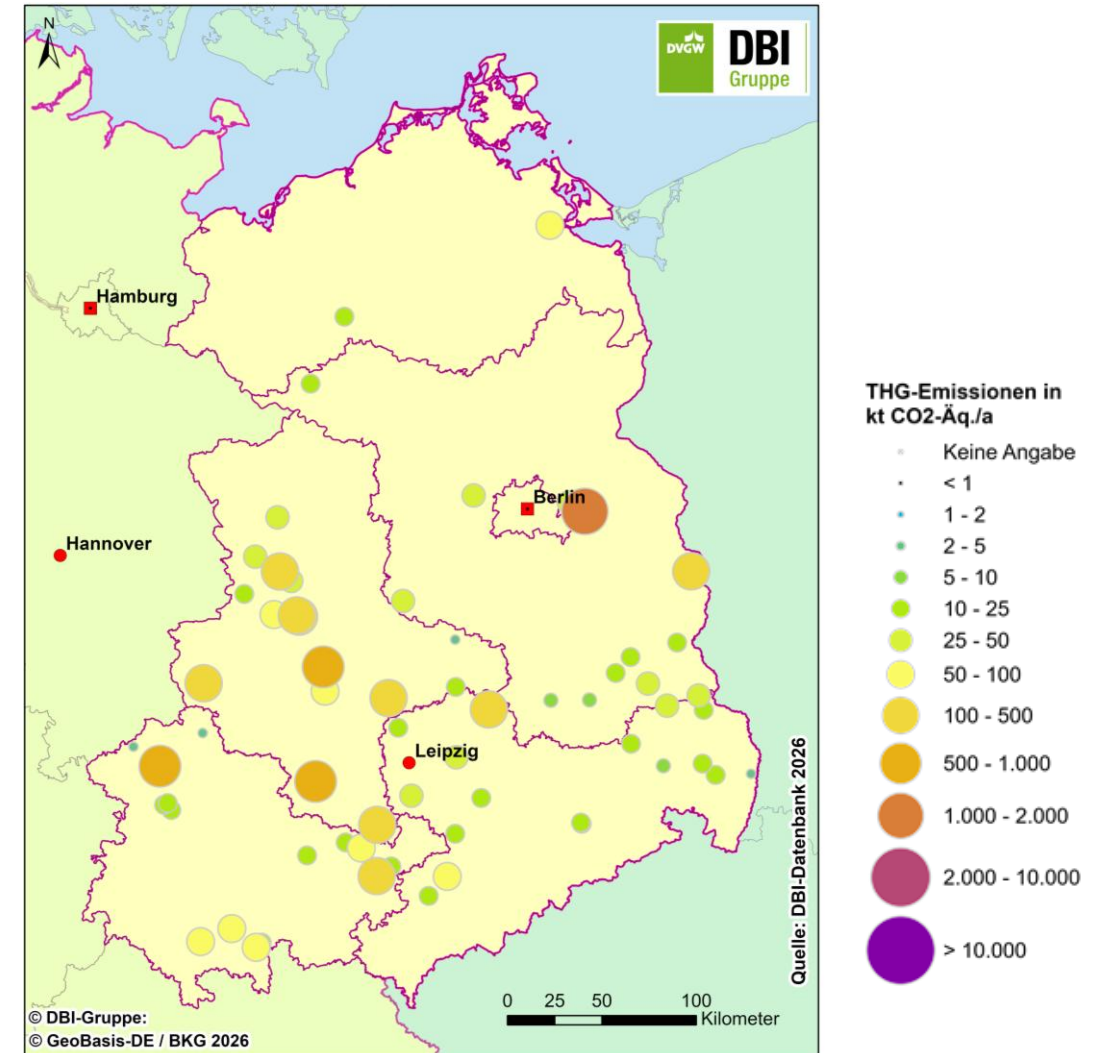 N
DVGW
DBI
Gruppe
Hamburg
Berlin
Hannover
Leipzig
Quelle: DBI-Datenbank 2026
0 25 50 100
Kilometer
© DBI-Gruppe:
© GeoBasis-DE / BKG 2026
THG-Emissionen in
kt CO2-Äq./a
Keine Angabe
< 1
1 - 2
2 - 5
5 - 10
10 - 25
25 - 50
50 - 100
100 - 500
500 - 1.000
1.000 - 2.000
2.000 - 10.000
> 10.000